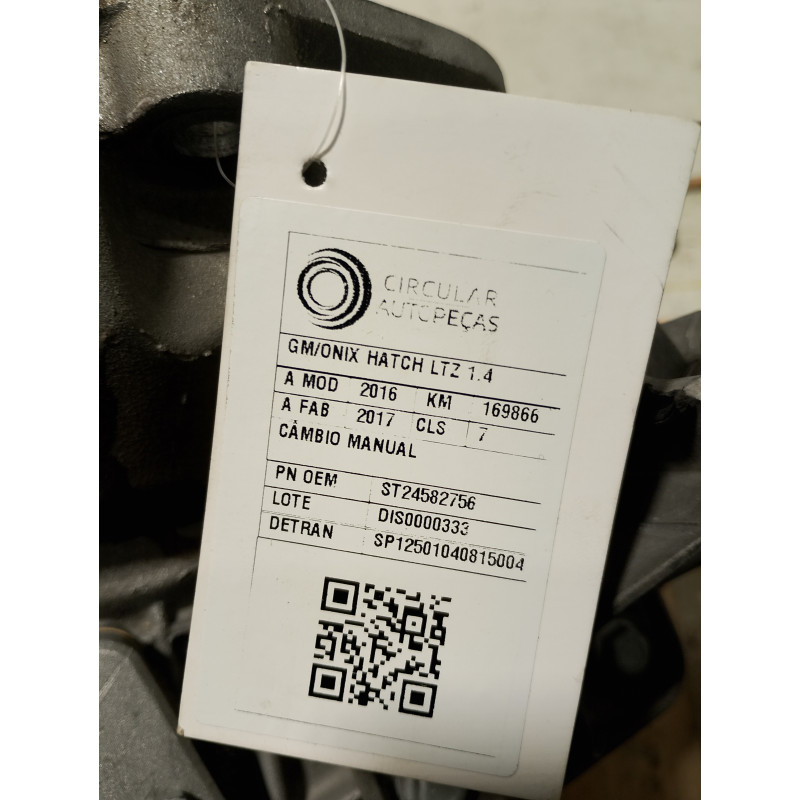 CIRCULAR
AUTOPEÇAS
GM/ONIX HATCH LTZ 1.4
A MOD 2016 KM 169866
A FAB 2017 CLS 7
CÂMBIO MANUAL
PN OEM ST24582756
LOTE DIS0000333
DETRAN SP12501040815004